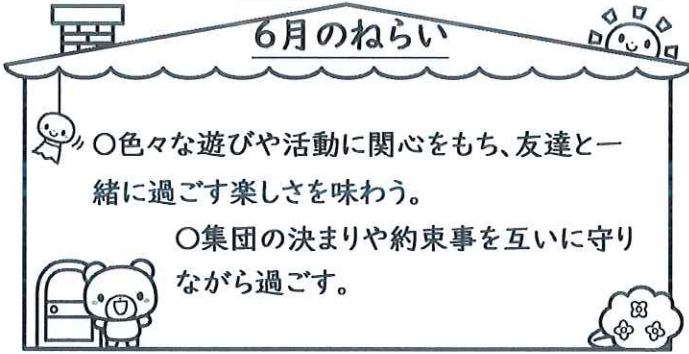 6月のねらい
○色々な遊びや活動に関心をもち、友達と一
緒に過ごす楽しさを味わう。
○集団の決まりや約束事を互いに守り
ながら過ごす。